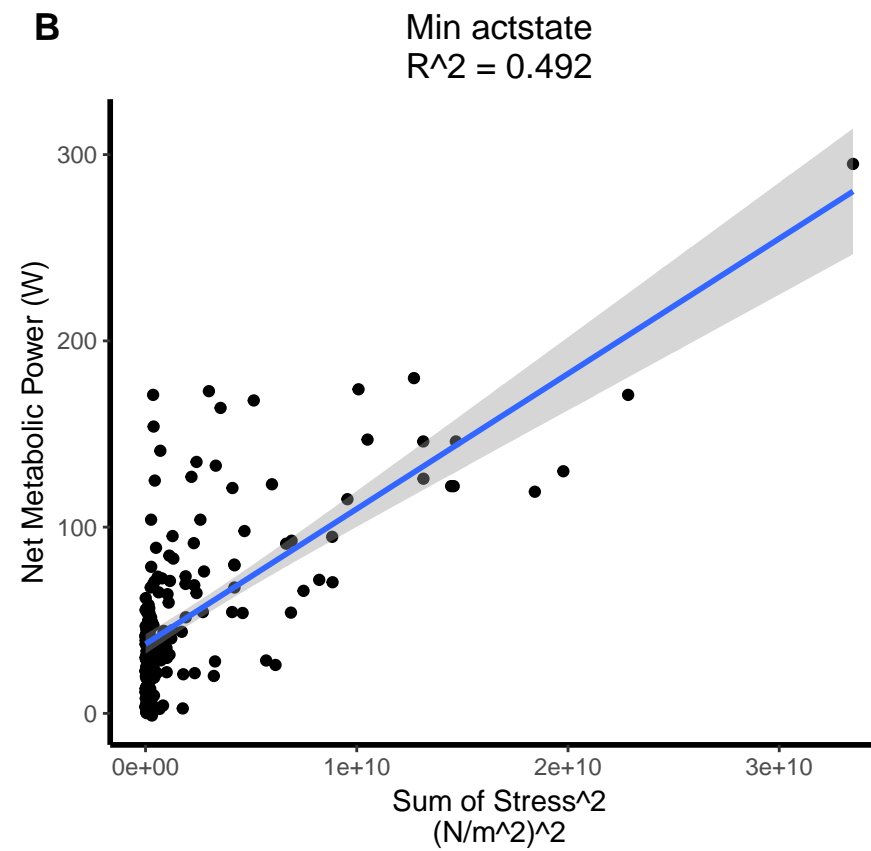 B
Min actstate
R^2 = 0.492
Net Metabolic Power (W)
300
200
100
0
0e+00 1e+10 2e+10 3e+10
Sum of Stress^2
(N/m^2)^2